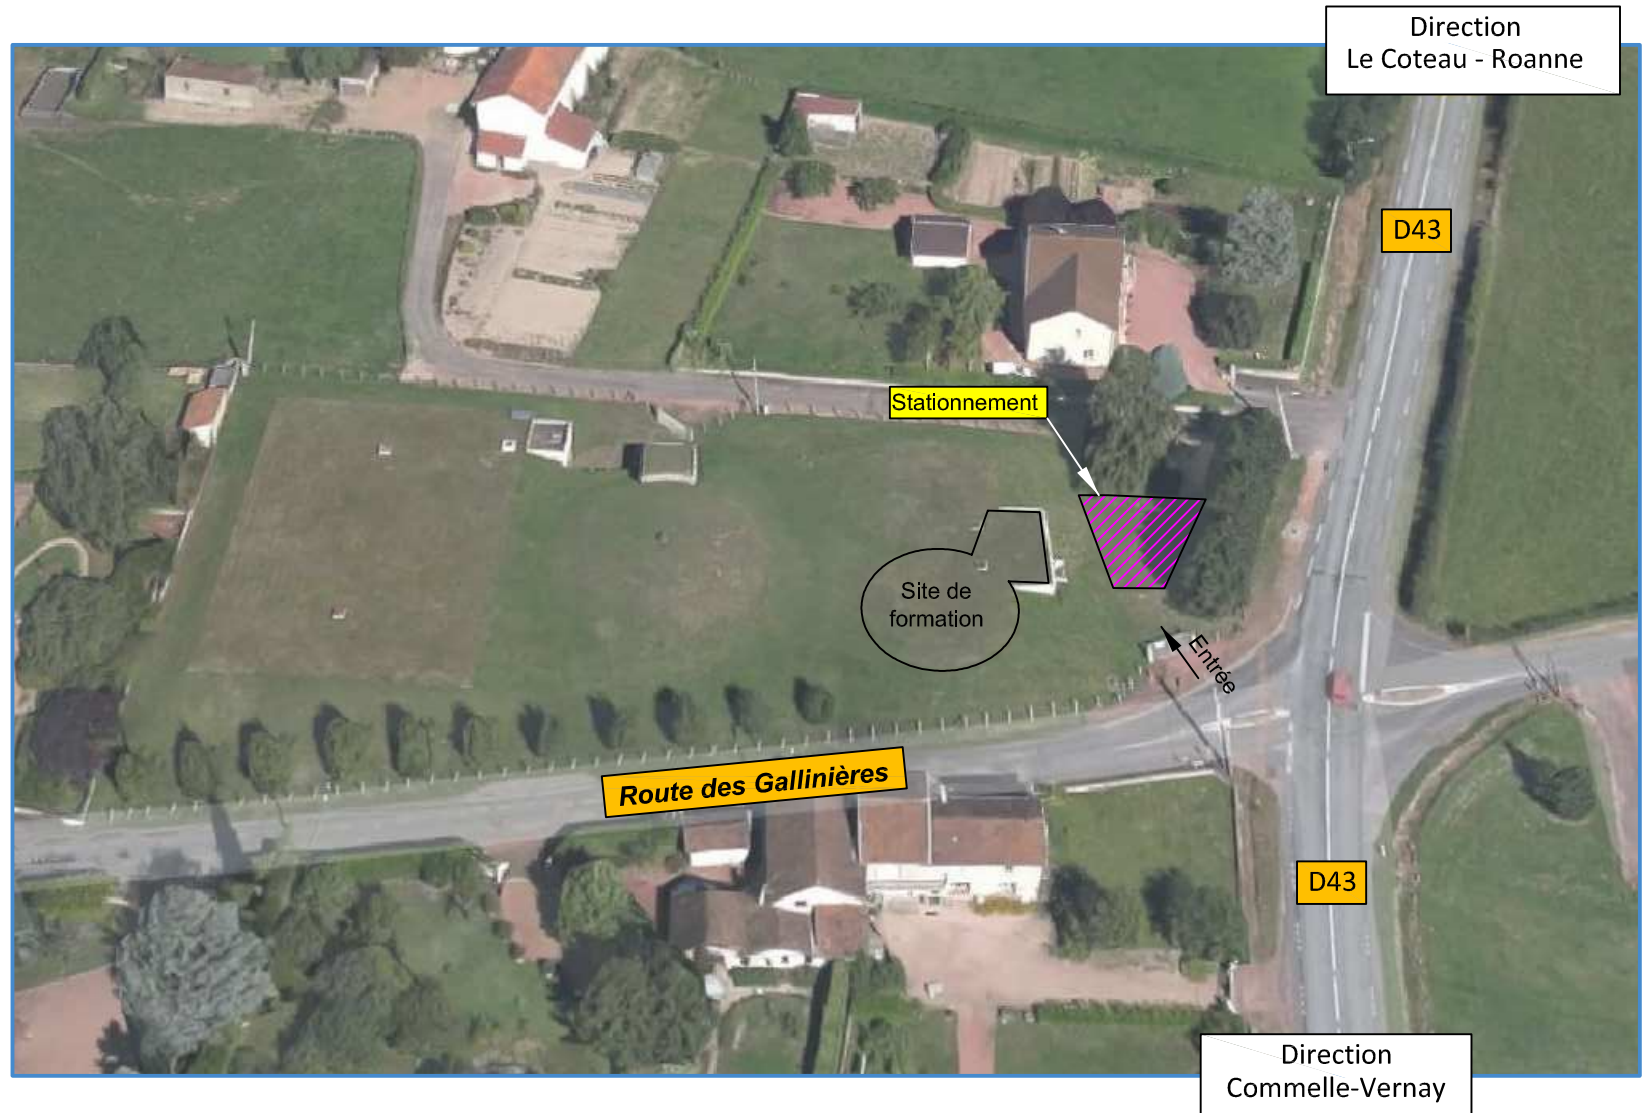 Direction
Le Coteau - Roanne
D43
Stationnement
Site de
formation
Entrée
Route des Gallinières
D43
Direction
Commelle-Vernay